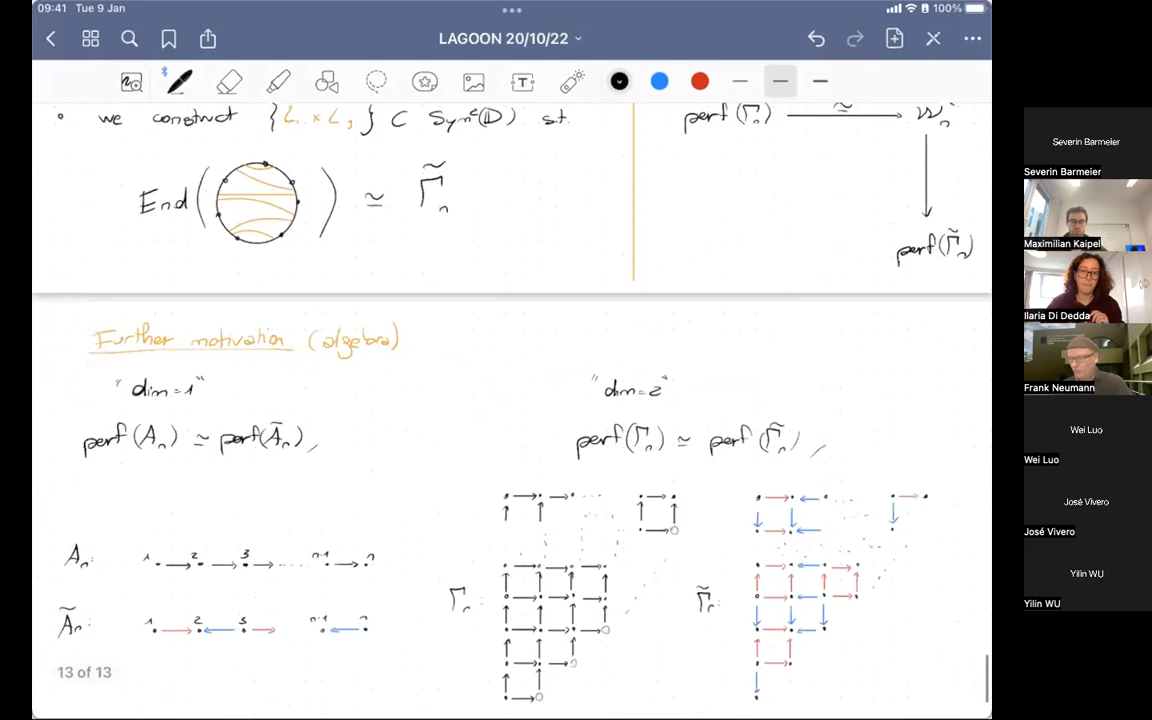 09:41 Tue 9 Jan
100%
LAGOON 20/10/22
• we construct { L_i × L_j } ⊂ Sym²(𝔻) s.t.
End( ) ≃ Γ̃_n
perf(Γ_n) ≃ W_n
perf(Γ̃_n)
Further motivation (algebra)
"dim=1"
perf(A_n) ≃ perf(Ã_n),
A_n: 1 2 3 n-1 n
Ã_n: 1 2 3 n-1 n
"dim=2"
perf(Γ_n) ≃ perf(Γ̃_n),
Γ_n:
Γ̃_n:
13 of 13
Severin Barmeier
Severin Barmeier
Maximilian Kaipel
Ilaria Di Dedda
Frank Neumann
Wei Luo
Wei Luo
José Vivero
José Vivero
Yilin WU
Yilin WU